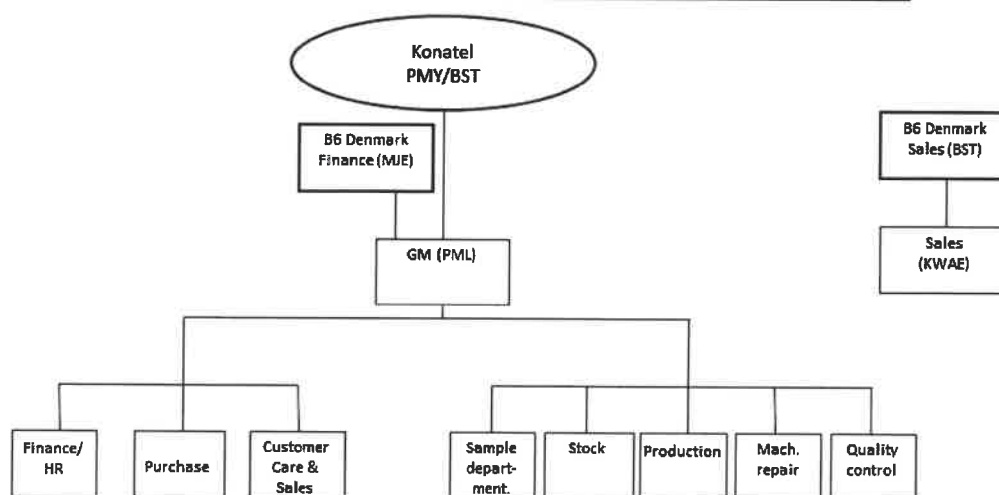 Konatel
PMY/BST
B6 Denmark
Finance (MJE)
B6 Denmark
Sales (BST)
GM (PML)
Sales
(KWAE)
Finance/
HR
Purchase
Customer
Care &
Sales
Sample
depart-
ment.
Stock
Production
Mach.
repair
Quality
control